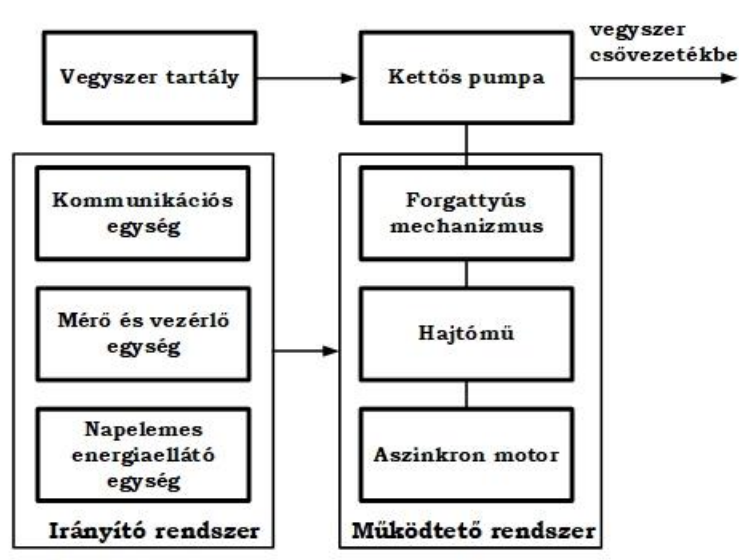 vegyszer
csővezetékbe
Vegyszer tartály
Kettős pumpa
Kommunikációs
egység
Mérő és vezérlő
egység
Napelemes
energiaellátó
egység
Irányító rendszer
Forgattyús
mechanizmus
Hajtómű
Aszinkron motor
Működtető rendszer